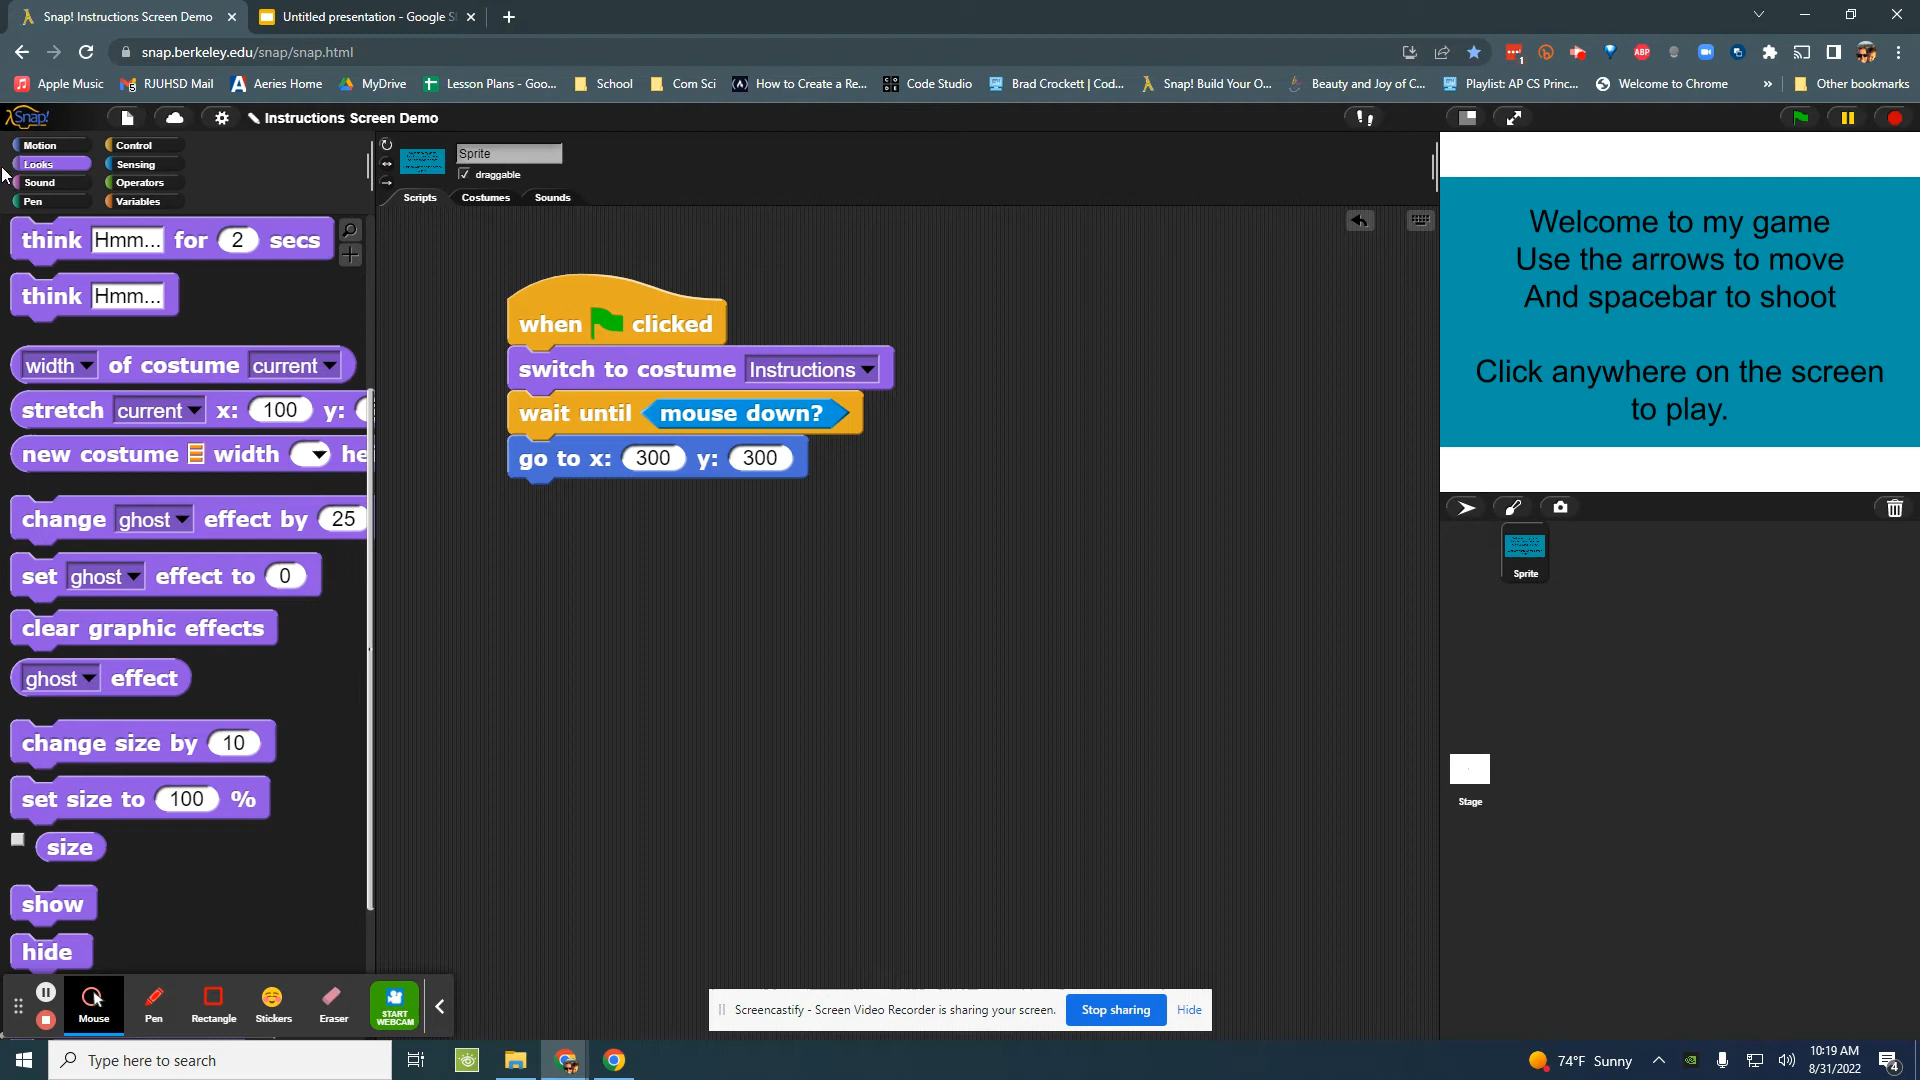 Snap! Instructions Screen Demo
Untitled presentation - Google S
snap.berkeley.edu/snap/snap.html
Apple Music
RJUHSD Mail
Aeries Home
MyDrive
Lesson Plans - Goo...
School
Com Sci
How to Create a Re...
Code Studio
Brad Crockett | Cod...
Snap! Build Your O...
Beauty and Joy of C...
Playlist: AP CS Princ...
Welcome to Chrome
Other bookmarks
Snap!
Instructions Screen Demo
Motion
Control
Looks
Sensing
Sound
Operators
Pen
Variables
Sprite
draggable
Scripts
Costumes
Sounds
think Hmm... for 2 secs
think Hmm...
width of costume current
stretch current x: 100 y:
new costume width he
change ghost effect by 25
set ghost effect to 0
clear graphic effects
ghost effect
change size by 10
set size to 100 %
size
show
hide
when clicked
switch to costume Instructions
wait until mouse down?
go to x: 300 y: 300
Welcome to my game
Use the arrows to move
And spacebar to shoot
Click anywhere on the screen
to play.
Sprite
Stage
Mouse
Pen
Rectangle
Stickers
Eraser
START
WEBCAM
Screencastify - Screen Video Recorder is sharing your screen.
Stop sharing
Hide
Type here to search
74°F Sunny
10:19 AM
8/31/2022
4